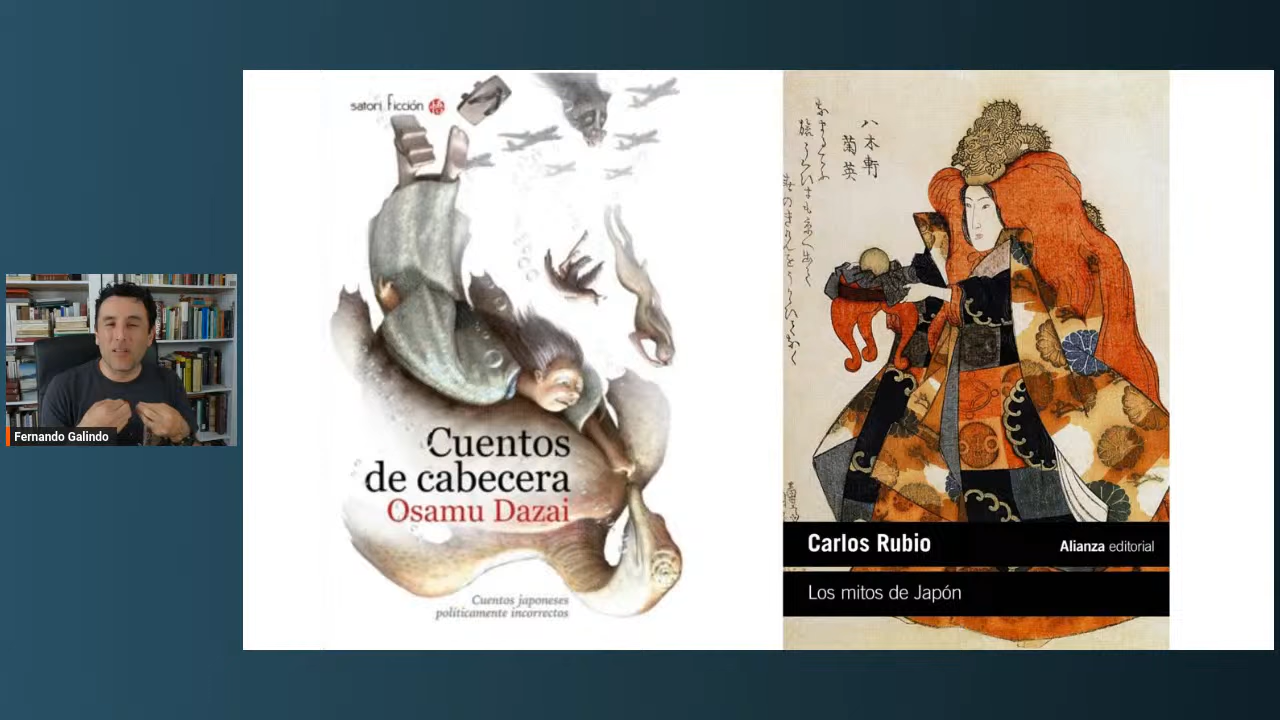 satori Ficción
Cuentos
de cabecera
Osamu Dazai
Cuentos japoneses
políticamente incorrectos
八木軒
菊英
Carlos Rubio
Alianza editorial
Los mitos de Japón
Fernando Galindo